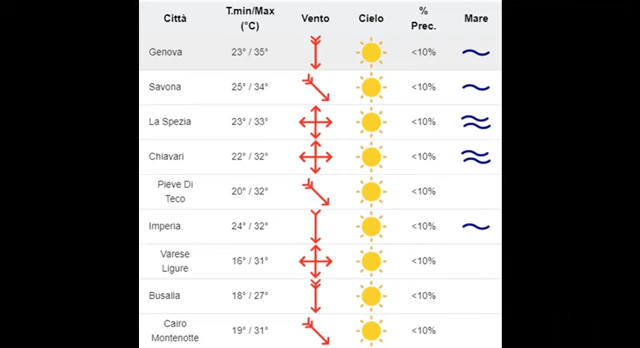 Città T.min/Max (°C) Vento Cielo % Prec. Mare
Genova 23° / 35° <10%
Savona 25° / 34° <10%
La Spezia 23° / 33° <10%
Chiavari 22° / 32° <10%
Pieve Di Teco 20° / 32° <10%
Imperia 24° / 32° <10%
Varese Ligure 16° / 31° <10%
Busalla 18° / 27° <10%
Cairo Montenotte 19° / 31° <10%